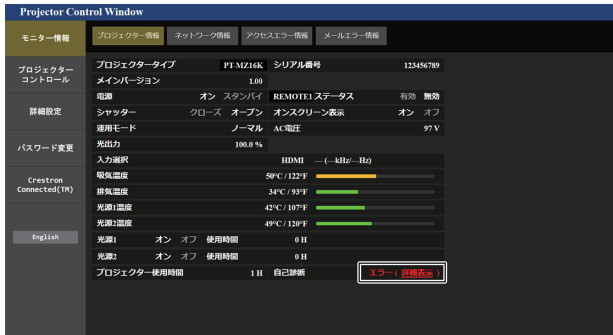 Projector Control Window
モニター情報
プロジェクター情報 ネットワーク情報 アクセスエラー情報 メールエラー情報
プロジェクター
コントロール
詳細設定
パスワード変更
Crestron
Connected(TM)
English
プロジェクタータイプ PT-MZ16K シリアル番号 123456789
メインバージョン 1.00
電源 オン スタンバイ REMOTE1 ステータス 有効 無効
シャッター クローズ オープン オンスクリーン表示 オン オフ
運用モード ノーマル AC電圧 97 V
光出力 100.0 %
入力選択 HDMI ---(---kHz/---Hz)
吸気温度 50°C / 122°F
排気温度 34°C / 93°F
光源1温度 42°C / 107°F
光源2温度 49°C / 120°F
光源1 オン オフ 使用時間 0 H
光源2 オン オフ 使用時間 0 H
プロジェクター使用時間 1 H 自己診断 エラー ( 詳細表示 )